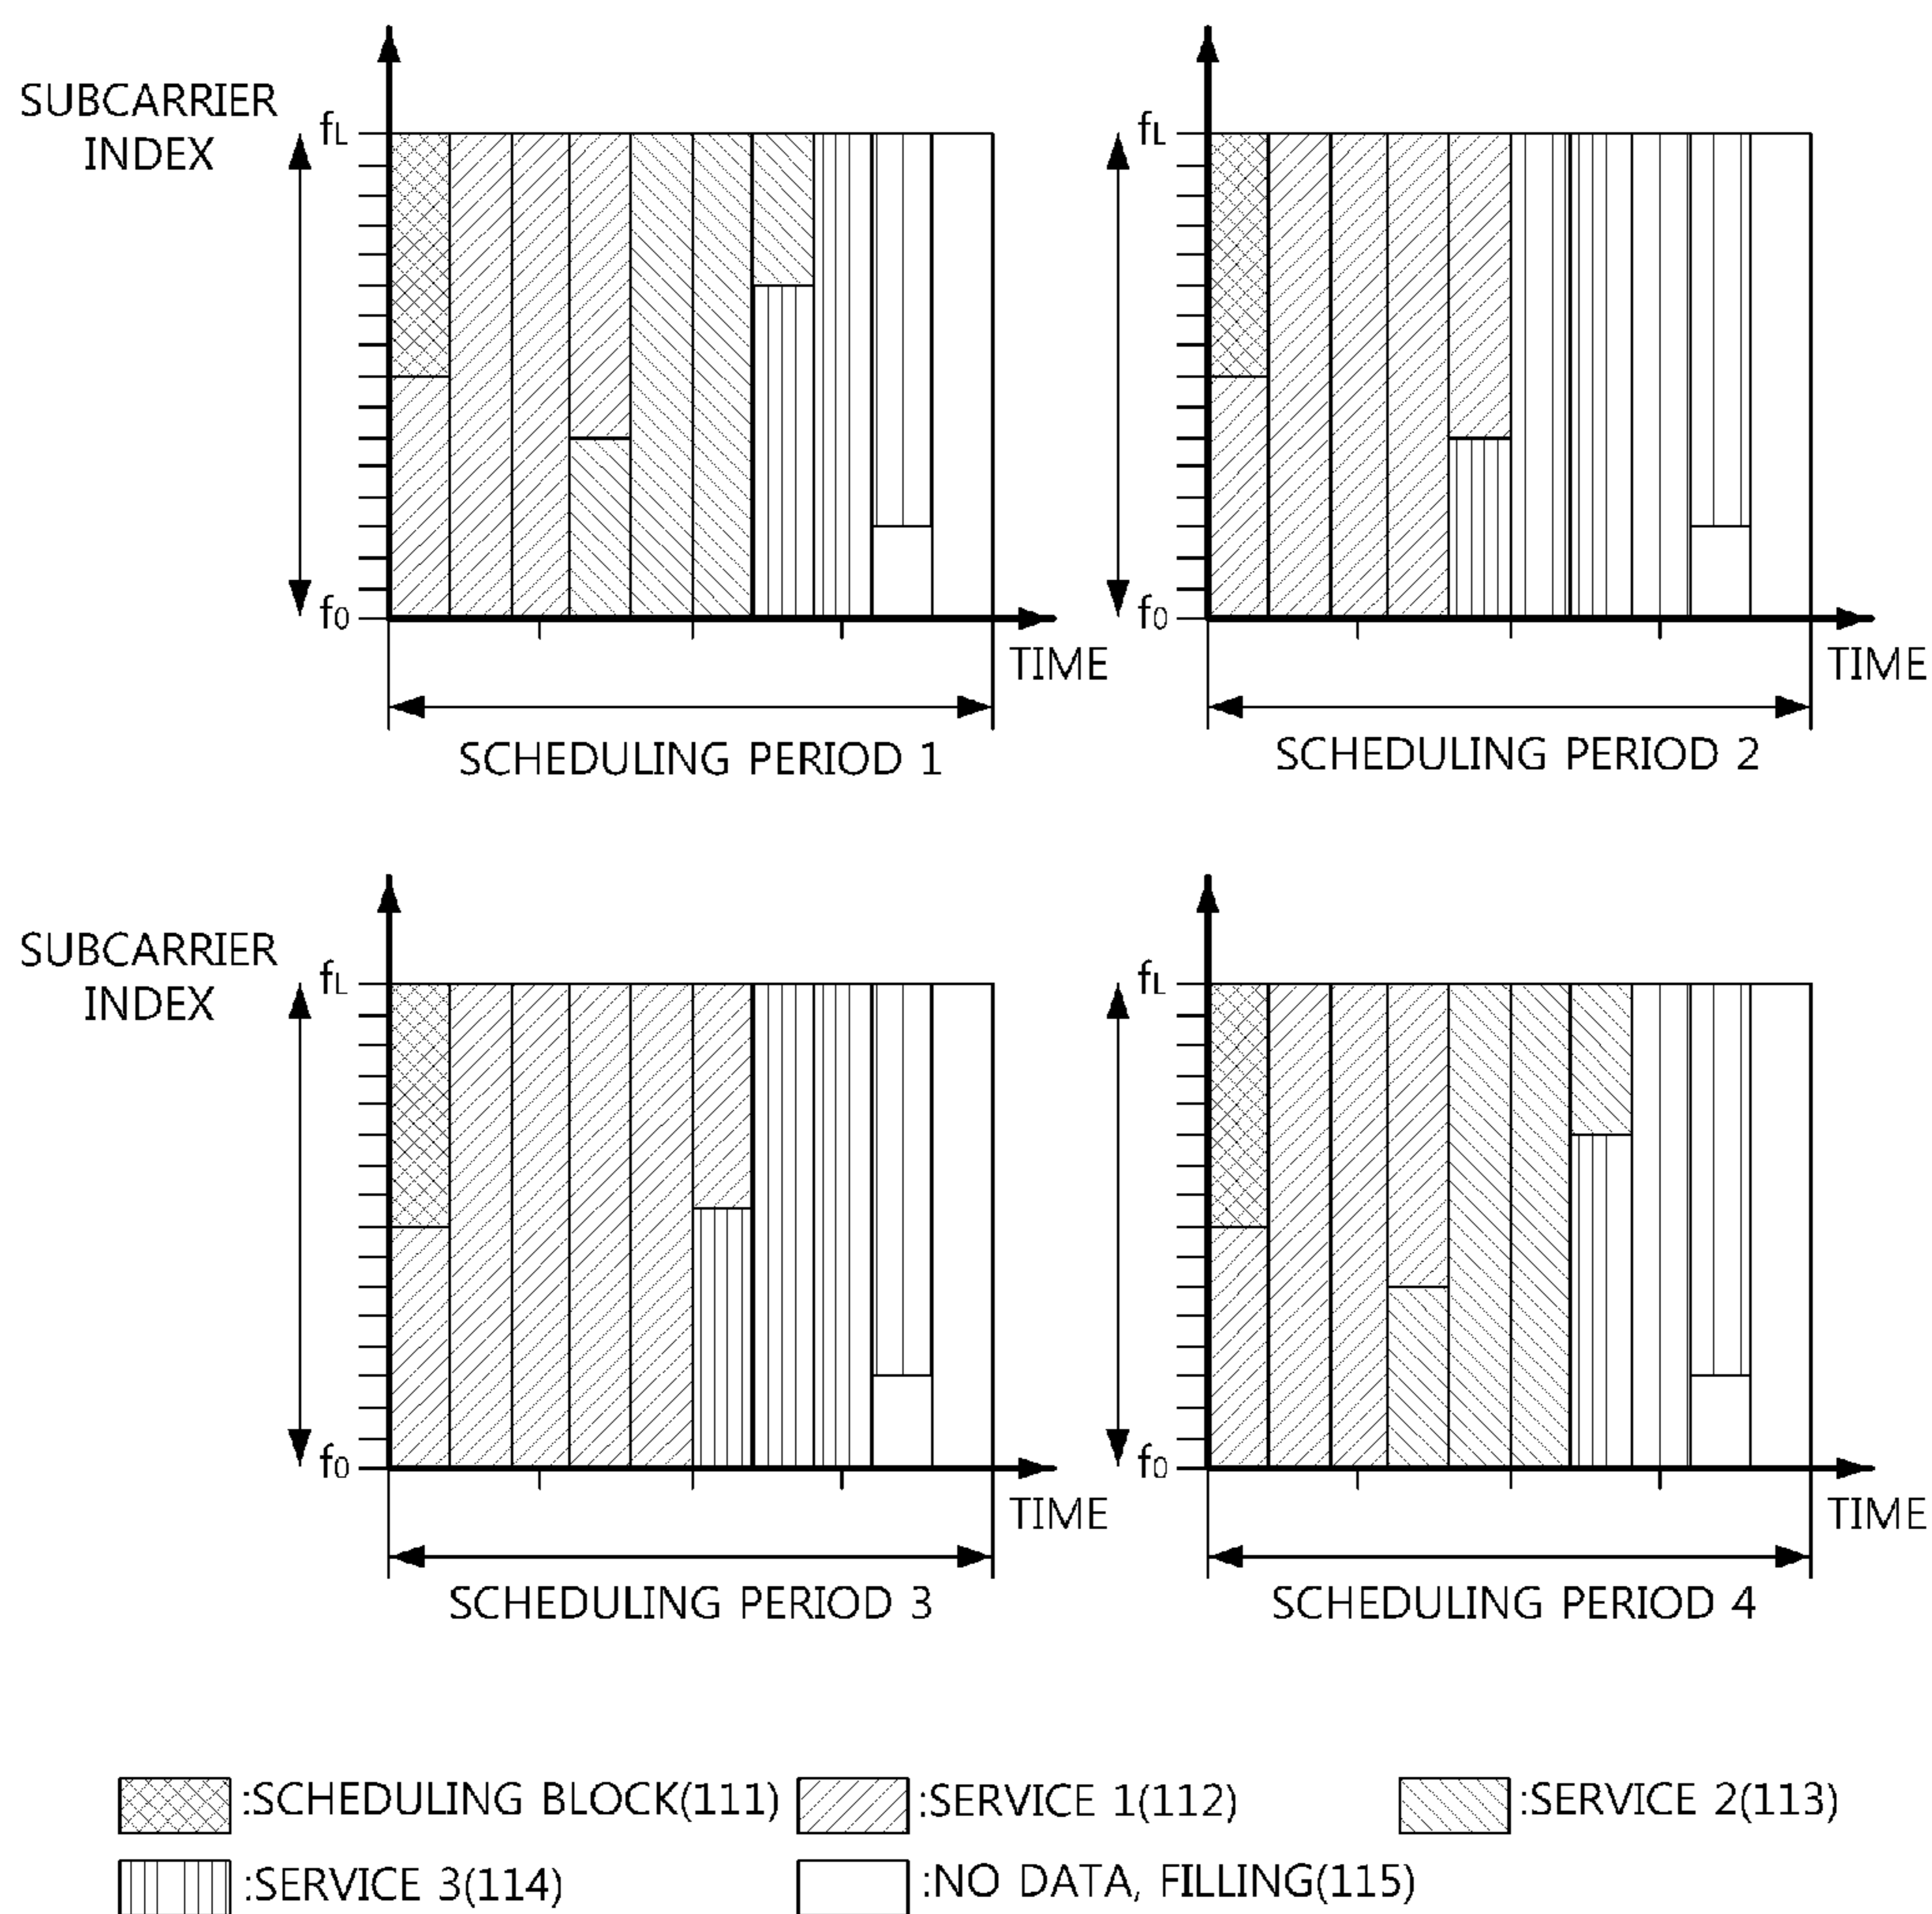 SUBCARRIER
INDEX
fL
f0
TIME
SCHEDULING PERIOD 1
fL
f0
TIME
SCHEDULING PERIOD 2
SUBCARRIER
INDEX
fL
f0
TIME
SCHEDULING PERIOD 3
fL
f0
TIME
SCHEDULING PERIOD 4
:SCHEDULING BLOCK(111)
:SERVICE 1(112)
:SERVICE 2(113)
:SERVICE 3(114)
:NO DATA, FILLING(115)